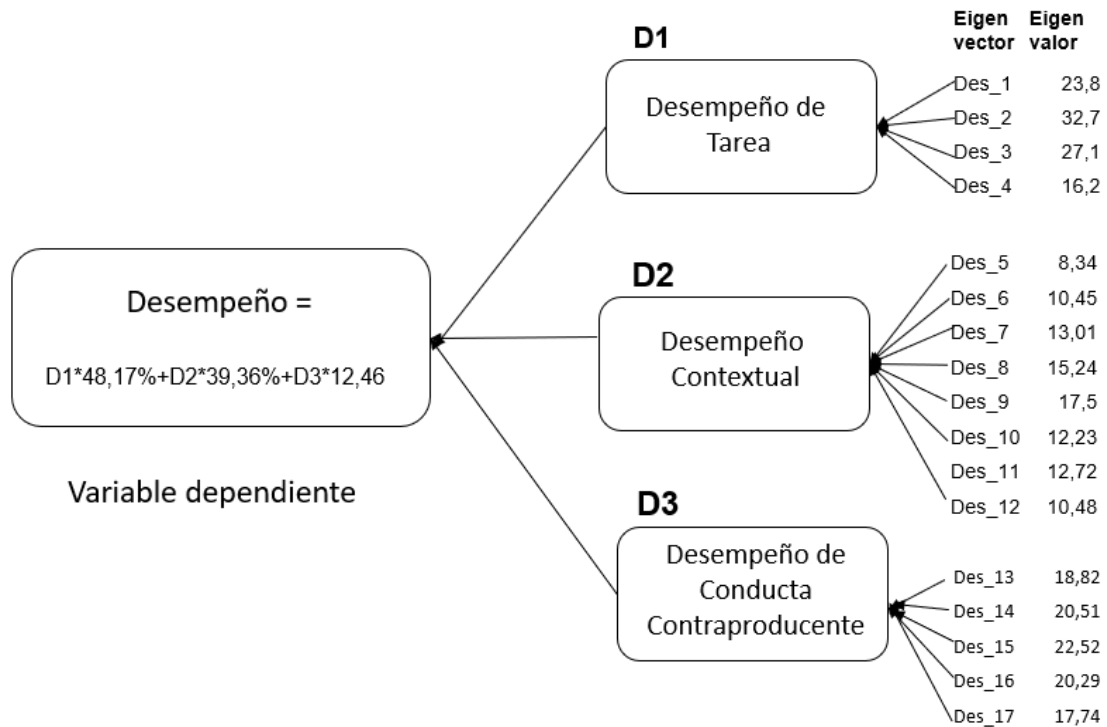 Eigen Eigen
vector valor
D1
Desempeño de
Tarea
Des_1 23,8
Des_2 32,7
Des_3 27,1
Des_4 16,2
Desempeño =
D1*48,17%+D2*39,36%+D3*12,46
Variable dependiente
D2
Desempeño
Contextual
Des_5 8,34
Des_6 10,45
Des_7 13,01
Des_8 15,24
Des_9 17,5
Des_10 12,23
Des_11 12,72
Des_12 10,48
D3
Desempeño de
Conducta
Contraproducente
Des_13 18,82
Des_14 20,51
Des_15 22,52
Des_16 20,29
Des_17 17,74